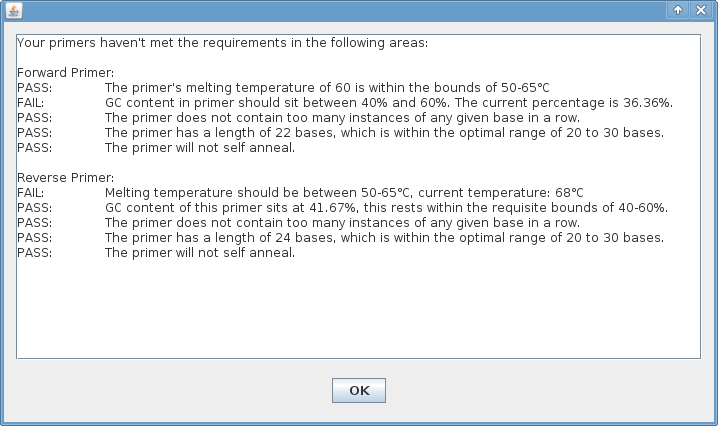 Your primers haven't met the requirements in the following areas:
Forward Primer:
PASS: The primer's melting temperature of 60 is within the bounds of 50-65°C
FAIL: GC content in primer should sit between 40% and 60%. The current percentage is 36.36%.
PASS: The primer does not contain too many instances of any given base in a row.
PASS: The primer has a length of 22 bases, which is within the optimal range of 20 to 30 bases.
PASS: The primer will not self anneal.
Reverse Primer:
FAIL: Melting temperature should be between 50-65°C, current temperature: 68°C
PASS: GC content of this primer sits at 41.67%, this rests within the requisite bounds of 40-60%.
PASS: The primer does not contain too many instances of any given base in a row.
PASS: The primer has a length of 24 bases, which is within the optimal range of 20 to 30 bases.
PASS: The primer will not self anneal.
OK